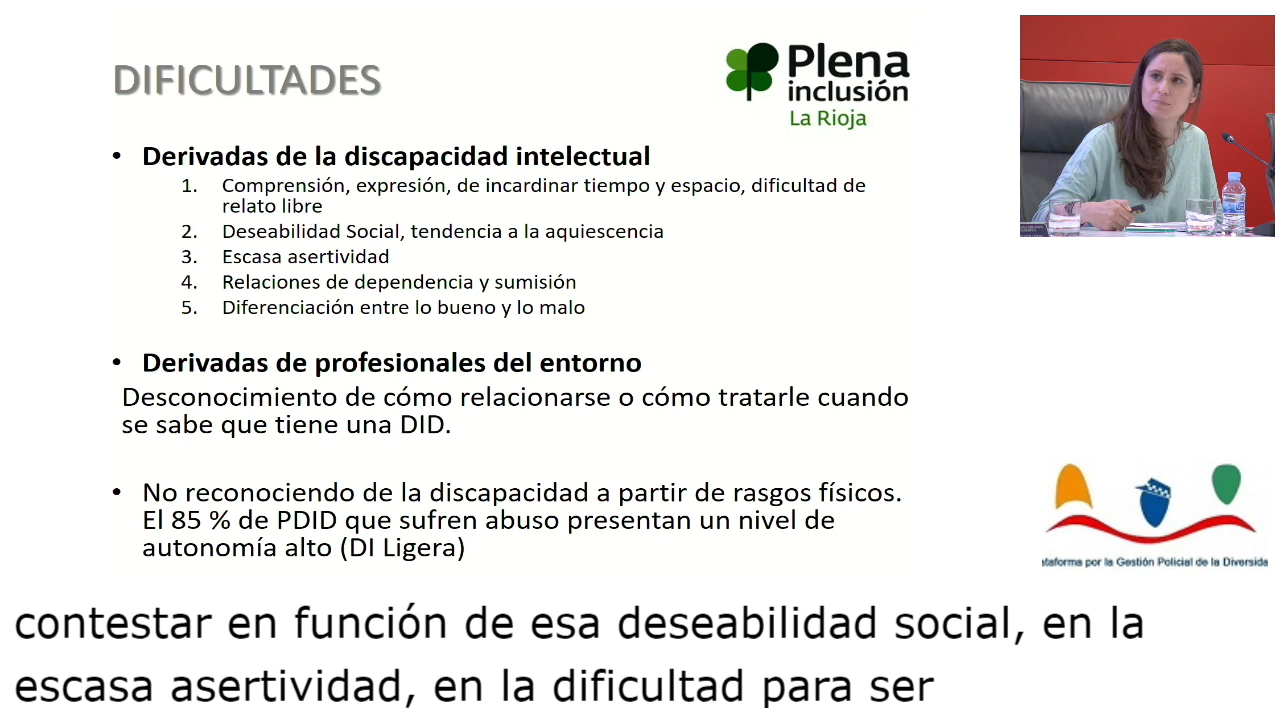 DIFICULTADES
Plena
inclusión
La Rioja
• Derivadas de la discapacidad intelectual
1. Comprensión, expresión, de incardinar tiempo y espacio, dificultad de
relato libre
2. Deseabilidad Social, tendencia a la aquiescencia
3. Escasa asertividad
4. Relaciones de dependencia y sumisión
5. Diferenciación entre lo bueno y lo malo
• Derivadas de profesionales del entorno
Desconocimiento de cómo relacionarse o cómo tratarle cuando
se sabe que tiene una DID.
• No reconociendo de la discapacidad a partir de rasgos físicos.
El 85 % de PDID que sufren abuso presentan un nivel de
autonomía alto (DI Ligera)
ataforma por la Gestión Policial de la Diversida
contestar en función de esa deseabilidad social, en la
escasa asertividad, en la dificultad para ser